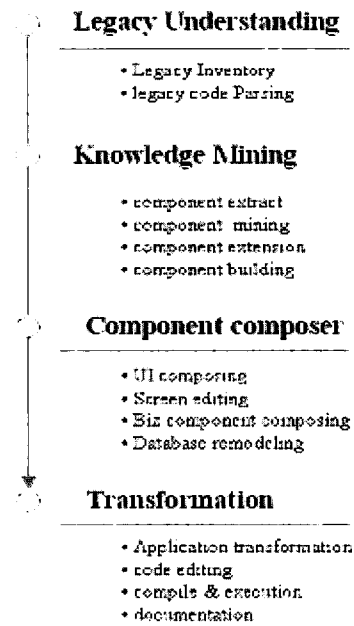 Legacy Understanding
• Legacy Inventory
• legacy code Parsing
Knowledge Mining
• component extract
• component mining
• component extension
• component building
Component composer
• UI composing
• Screen editing
• Biz component composing
• Database remodeling
Transformation
• Application transformation
• code editing
• compile & execution
• documentation